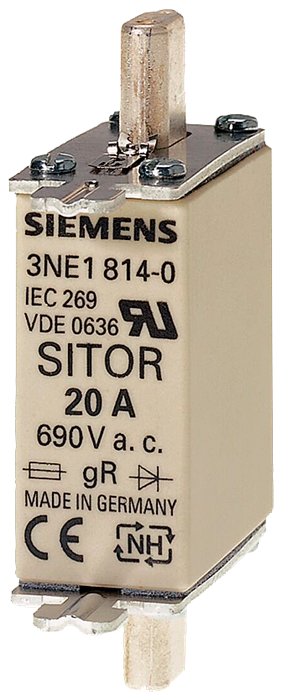 SIEMENS
3NE1 814-0
IEC 269
VDE 0636
SITOR
20 A
690 V a. c.
gR
MADE IN GERMANY
CE NH